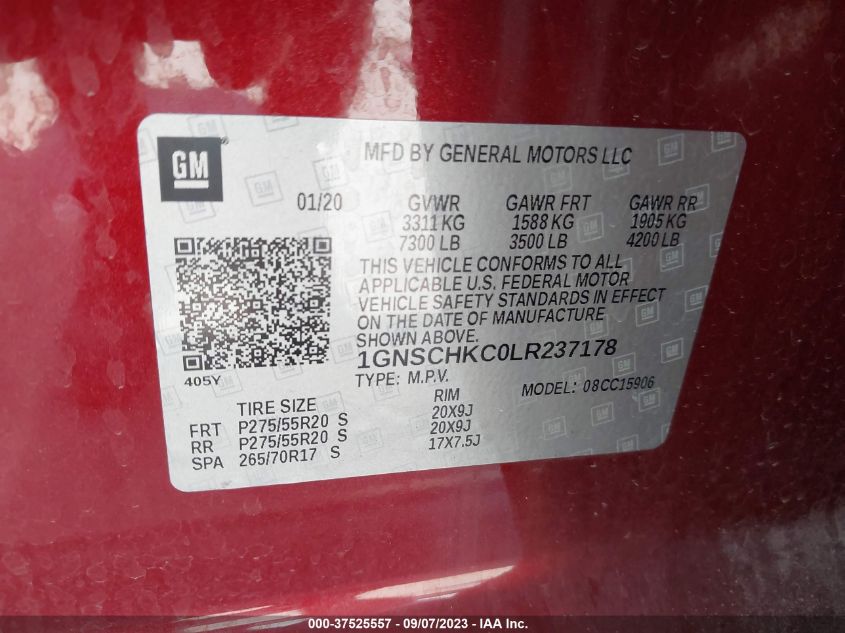 GM
MFD BY GENERAL MOTORS LLC
01/20 GVWR GAWR FRT GAWR RR
3311 KG 1588 KG 1905 KG
7300 LB 3500 LB 4200 LB
THIS VEHICLE CONFORMS TO ALL
APPLICABLE U.S. FEDERAL MOTOR
VEHICLE SAFETY STANDARDS IN EFFECT
ON THE DATE OF MANUFACTURE
SHOWN ABOVE.
405Y
1GNSCHKC0LR237178
TYPE: M.P.V. MODEL: 08CC15906
TIRE SIZE RIM
FRT P275/55R20 S 20X9J
RR P275/55R20 S 20X9J
SPA 265/70R17 S 17X7.5J
000-37525557 - 09/07/2023 - IAA Inc.